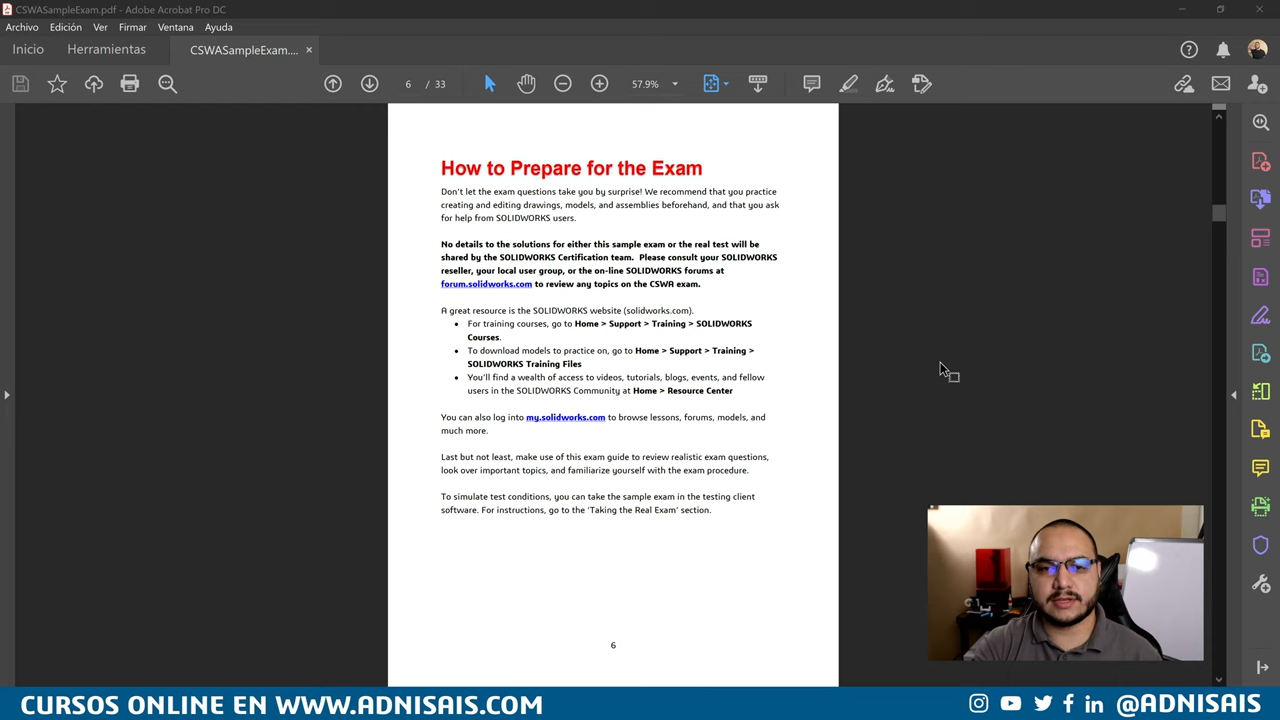 CSWASampleExam.pdf - Adobe Acrobat Pro DC
Archivo Edición Ver Firmar Ventana Ayuda
Inicio Herramientas CSWASampleExam.... ×
6 / 33 57.9%
How to Prepare for the Exam
Don't let the exam questions take you by surprise! We recommend that you practice
creating and editing drawings, models, and assemblies beforehand, and that you ask
for help from SOLIDWORKS users.
No details to the solutions for either this sample exam or the real test will be
shared by the SOLIDWORKS Certification team. Please consult your SOLIDWORKS
reseller, your local user group, or the on-line SOLIDWORKS forums at
forum.solidworks.com to review any topics on the CSWA exam.
A great resource is the SOLIDWORKS website (solidworks.com).
• For training courses, go to Home > Support > Training > SOLIDWORKS
Courses.
• To download models to practice on, go to Home > Support > Training >
SOLIDWORKS Training Files
• You'll find a wealth of access to videos, tutorials, blogs, events, and fellow
users in the SOLIDWORKS Community at Home > Resource Center
You can also log into my.solidworks.com to browse lessons, forums, models, and
much more.
Last but not least, make use of this exam guide to review realistic exam questions,
look over important topics, and familiarize yourself with the exam procedure.
To simulate test conditions, you can take the sample exam in the testing client
software. For instructions, go to the 'Taking the Real Exam' section.
6
CURSOS ONLINE EN WWW.ADNISAIS.COM @ADNISAIS